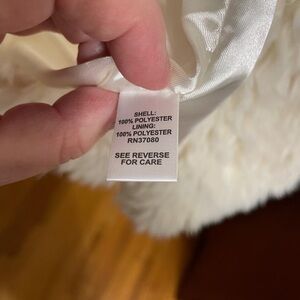 SHELL:
100% POLYESTER
LINING:
100% POLYESTER
RN37080
SEE REVERSE
FOR CARE